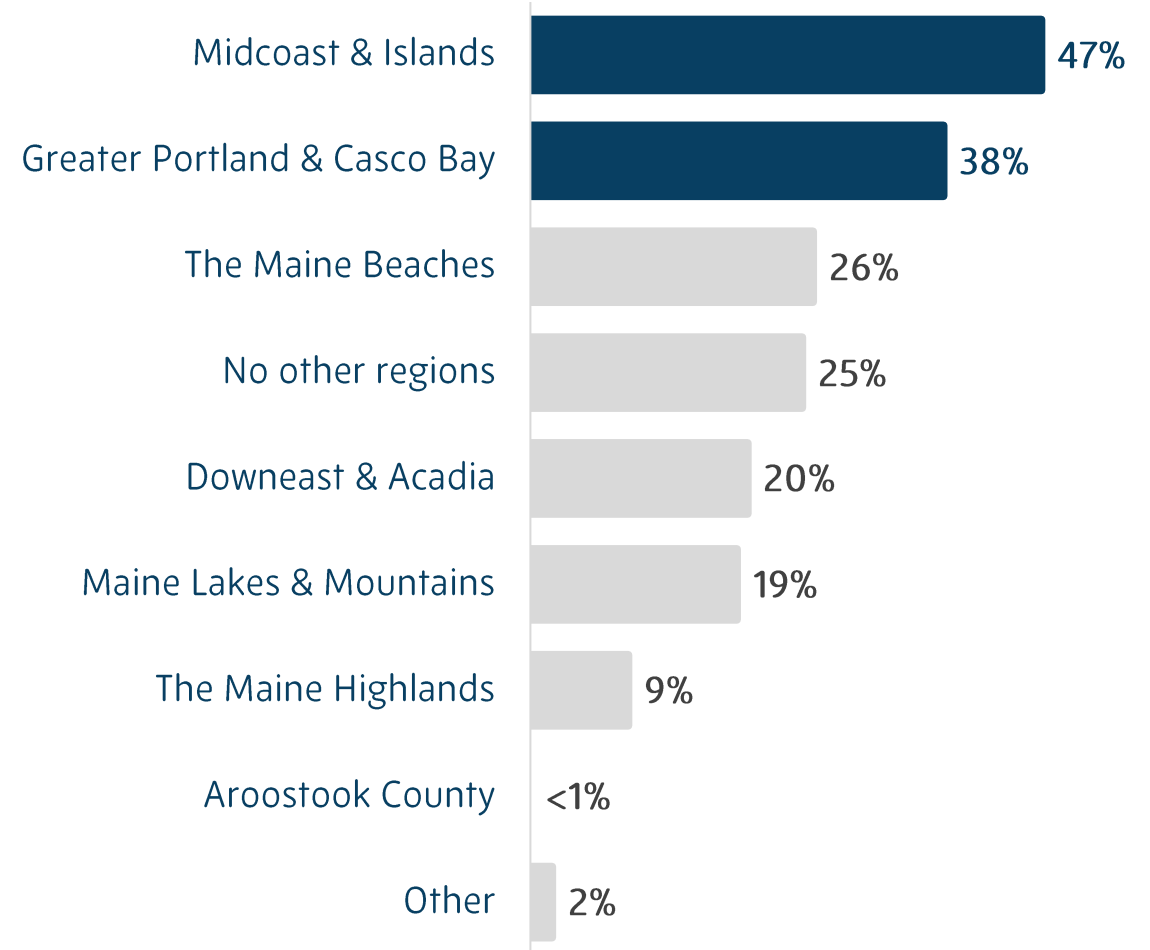 Midcoast & Islands 47%
Greater Portland & Casco Bay 38%
The Maine Beaches 26%
No other regions 25%
Downeast & Acadia 20%
Maine Lakes & Mountains 19%
The Maine Highlands 9%
Aroostook County <1%
Other 2%